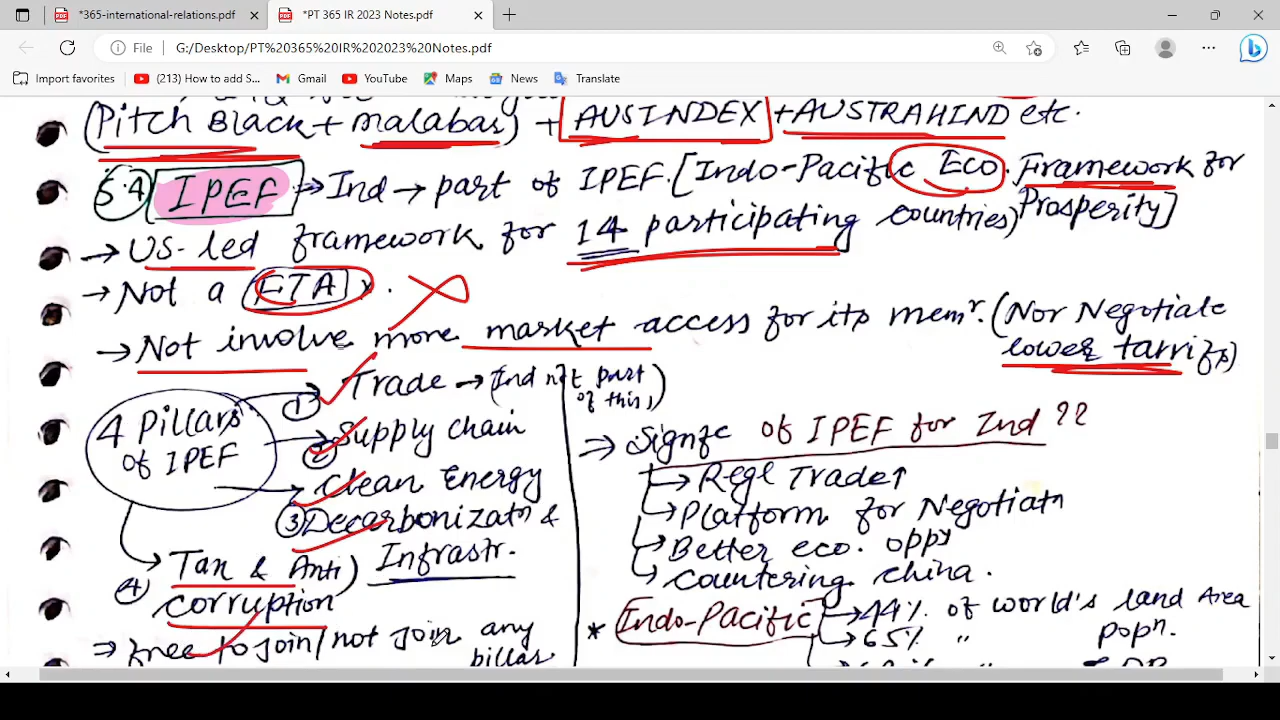 *365-international-relations.pdf
*PT 365 IR 2023 Notes.pdf
File G:/Desktop/PT%20365%20IR%202023%20Notes.pdf
Import favorites (213) How to add S... Gmail YouTube Maps News Translate
(Pitch Black + malabar) + AUSINDEX + AUSTRAHIND etc.
5.4 IPEF → Ind → part of IPEF. [Indo-Pacific Eco. Framework for
Prosperity]
→ US-led framework for 14 participating countries)
→ Not a FTA x.
→ Not involve more market access for its memr. (Nor Negotiate
lower tarrifs)
4 Pillars
of IPEF
① Trade → (Ind not part
of this)
② Supply chain
③ Clean Energy
Decarbonizatn &
Infrastr.
④ Tax & Anti)
corruption
⇒ free to join/not join any
pillar
⇒ Signfc of IPEF for Ind ??
→ Regl Trade↑
→ Platform for Negotiatn
→ Better eco. oppy
→ countering china.
* Indo-Pacific → 44% of world's land Area
→ 65% " popn.